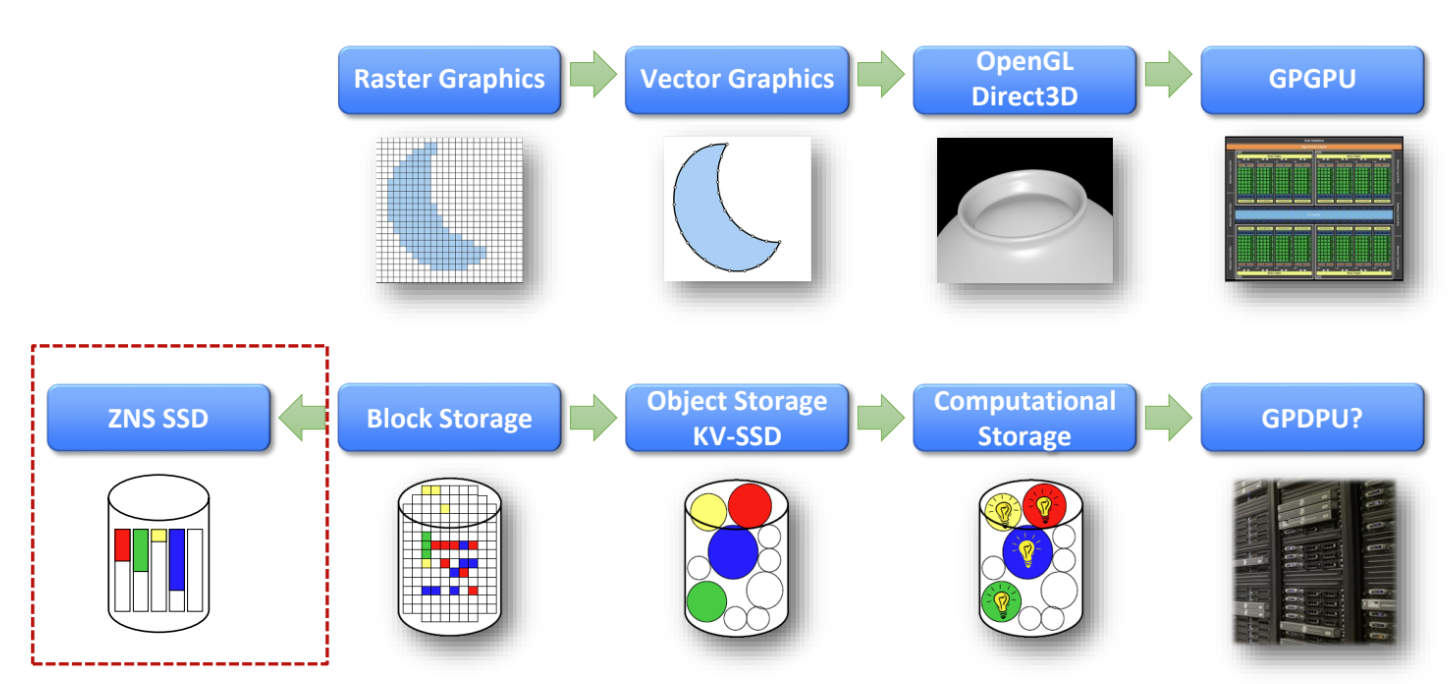 Raster Graphics
Vector Graphics
OpenGL
Direct3D
GPGPU
ZNS SSD
Block Storage
Object Storage
KV-SSD
Computational
Storage
GPDPU?